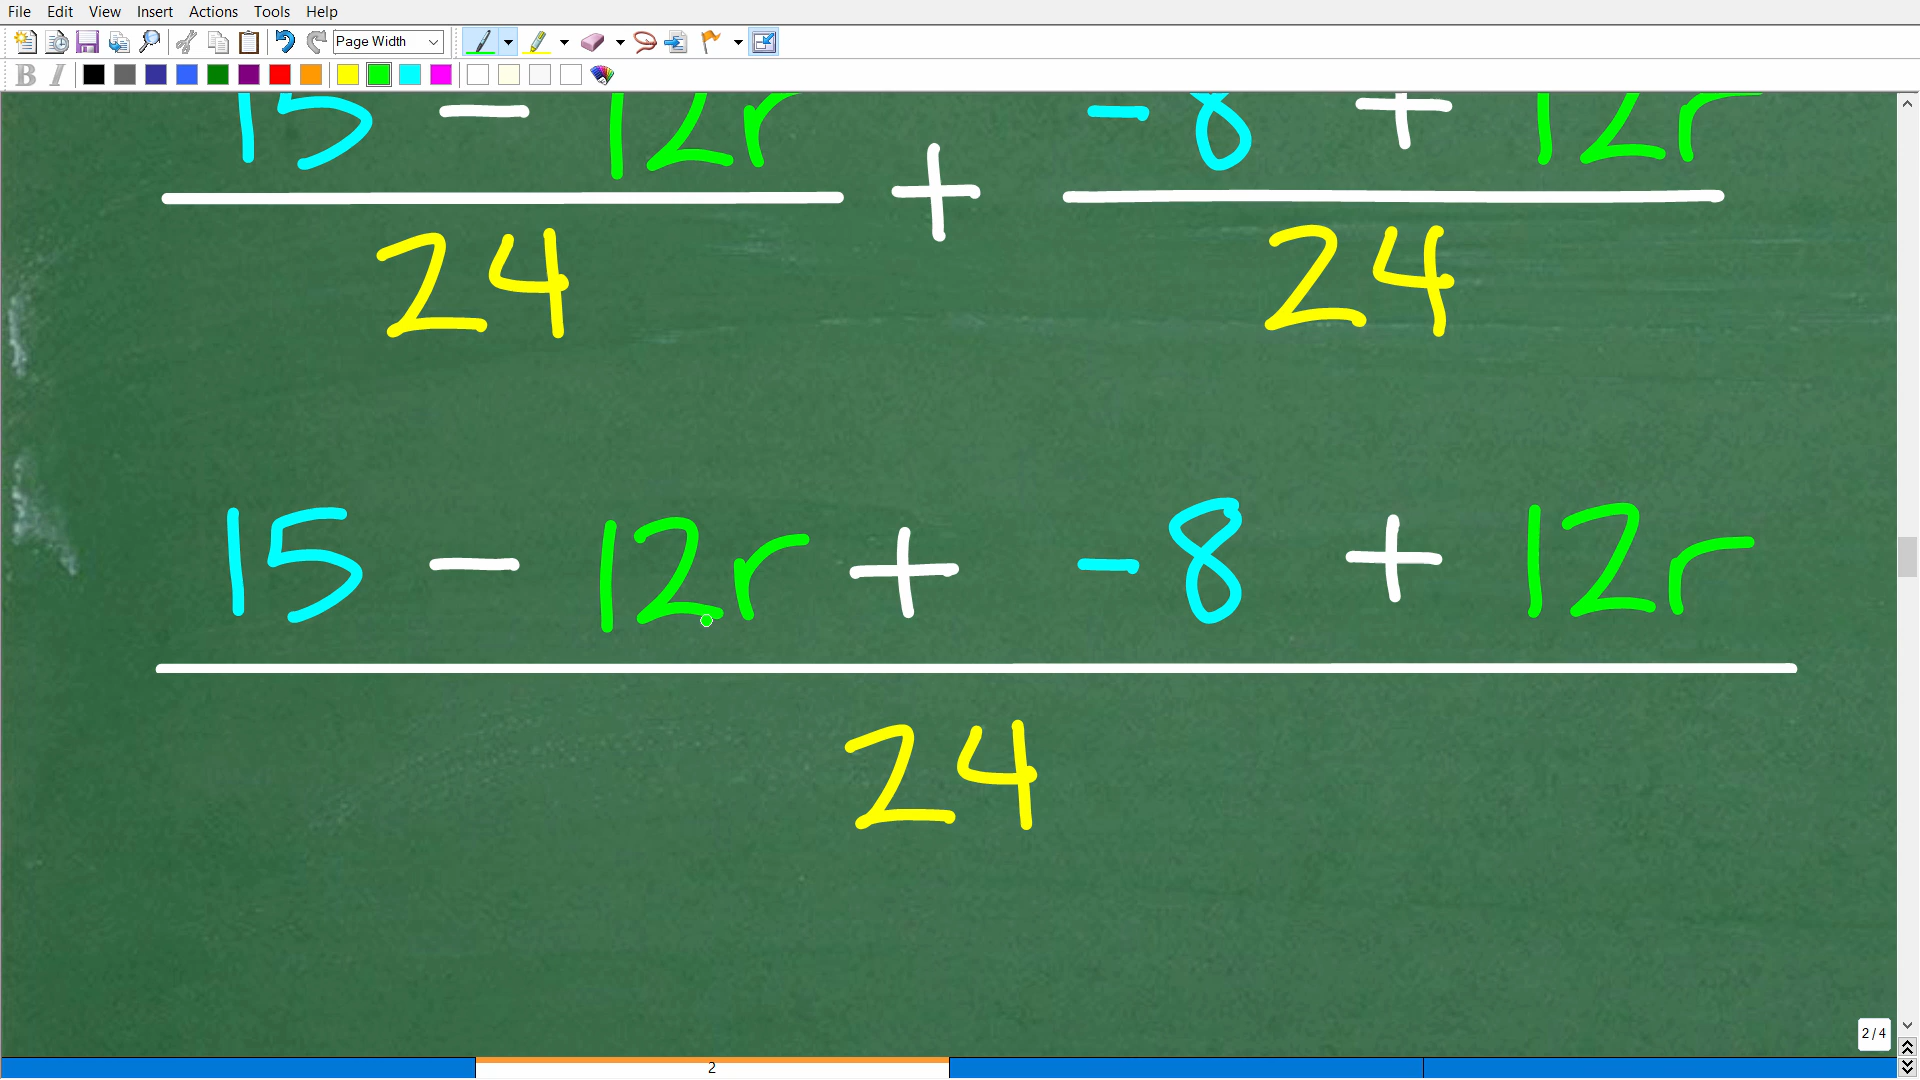 File Edit View Insert Actions Tools Help
Page Width
B I
15 − 12r + -8 + 12r
24 24
15 − 12r + -8 + 12r
24
2 / 4
2